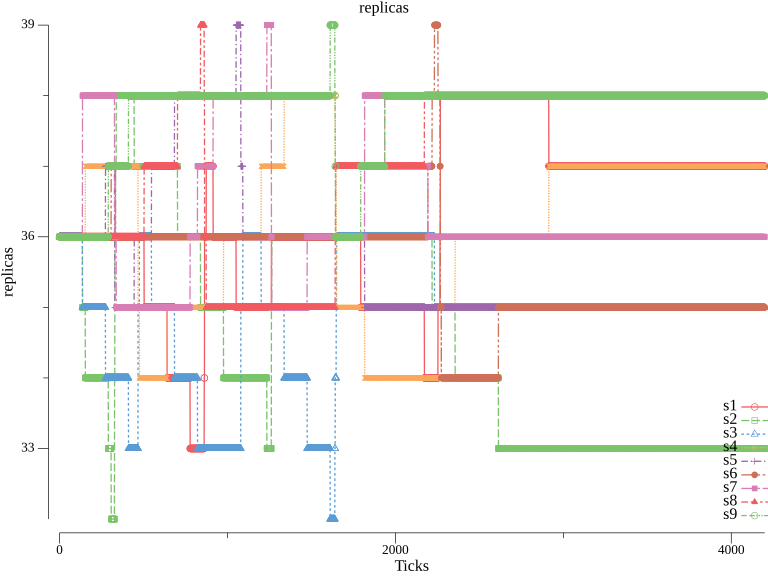 replicas
39
36
33
replicas
0
2000
4000
Ticks
s1
s2
s3
s4
s5
s6
s7
s8
s9